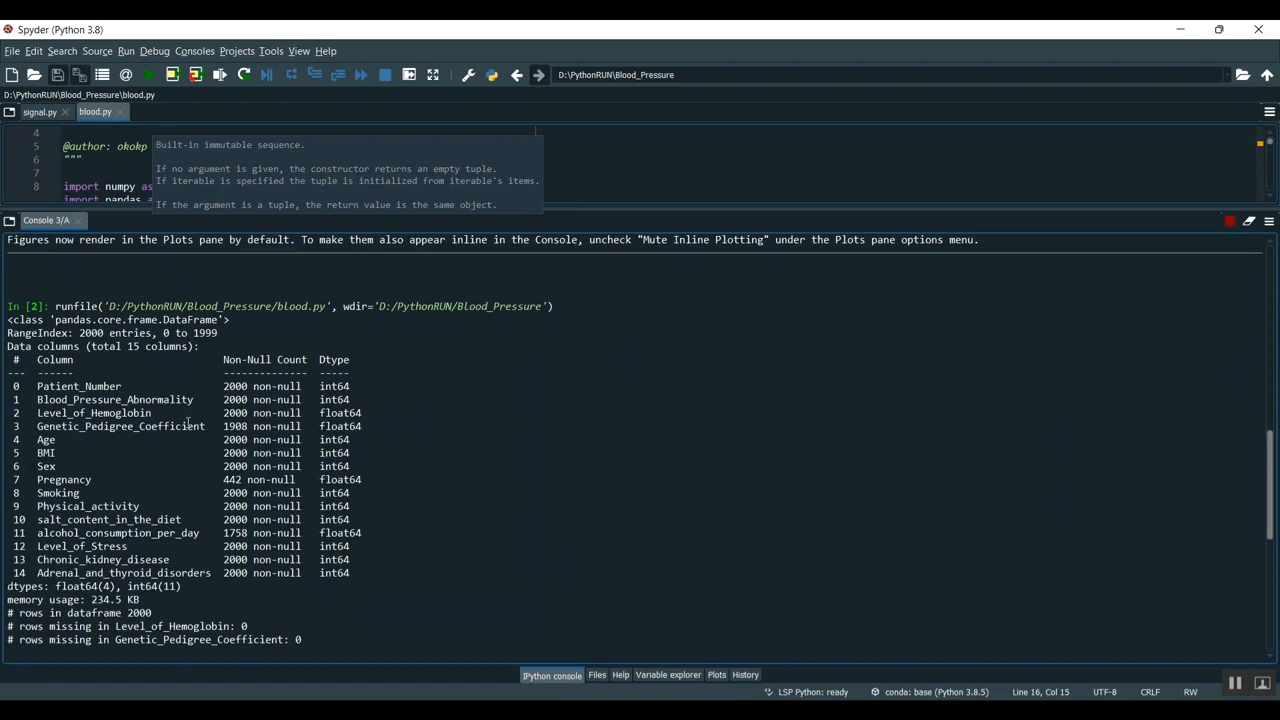 Spyder (Python 3.8)
File Edit Search Source Run Debug Consoles Projects Tools View Help
D:\PythonRUN\Blood_Pressure
D:\PythonRUN\Blood_Pressure\blood.py
signal.py blood.py
4
5 @author: okokp
6 """
7
8 import numpy as
import pandas a
Built-in immutable sequence.
If no argument is given, the constructor returns an empty tuple.
If iterable is specified the tuple is initialized from iterable's items.
If the argument is a tuple, the return value is the same object.
Console 3/A
Figures now render in the Plots pane by default. To make them also appear inline in the Console, uncheck "Mute Inline Plotting" under the Plots pane options menu.
In [2]: runfile('D:/PythonRUN/Blood_Pressure/blood.py', wdir='D:/PythonRUN/Blood_Pressure')
<class 'pandas.core.frame.DataFrame'>
RangeIndex: 2000 entries, 0 to 1999
Data columns (total 15 columns):
# Column Non-Null Count Dtype
--- ------ -------------- -----
0 Patient_Number 2000 non-null int64
1 Blood_Pressure_Abnormality 2000 non-null int64
2 Level_of_Hemoglobin 2000 non-null float64
3 Genetic_Pedigree_Coefficient 1908 non-null float64
4 Age 2000 non-null int64
5 BMI 2000 non-null int64
6 Sex 2000 non-null int64
7 Pregnancy 442 non-null float64
8 Smoking 2000 non-null int64
9 Physical_activity 2000 non-null int64
10 salt_content_in_the_diet 2000 non-null int64
11 alcohol_consumption_per_day 1758 non-null float64
12 Level_of_Stress 2000 non-null int64
13 Chronic_kidney_disease 2000 non-null int64
14 Adrenal_and_thyroid_disorders 2000 non-null int64
dtypes: float64(4), int64(11)
memory usage: 234.5 KB
# rows in dataframe 2000
# rows missing in Level_of_Hemoglobin: 0
# rows missing in Genetic_Pedigree_Coefficient: 0
IPython console Files Help Variable explorer Plots History
LSP Python: ready conda: base (Python 3.8.5) Line 16, Col 15 UTF-8 CRLF RW